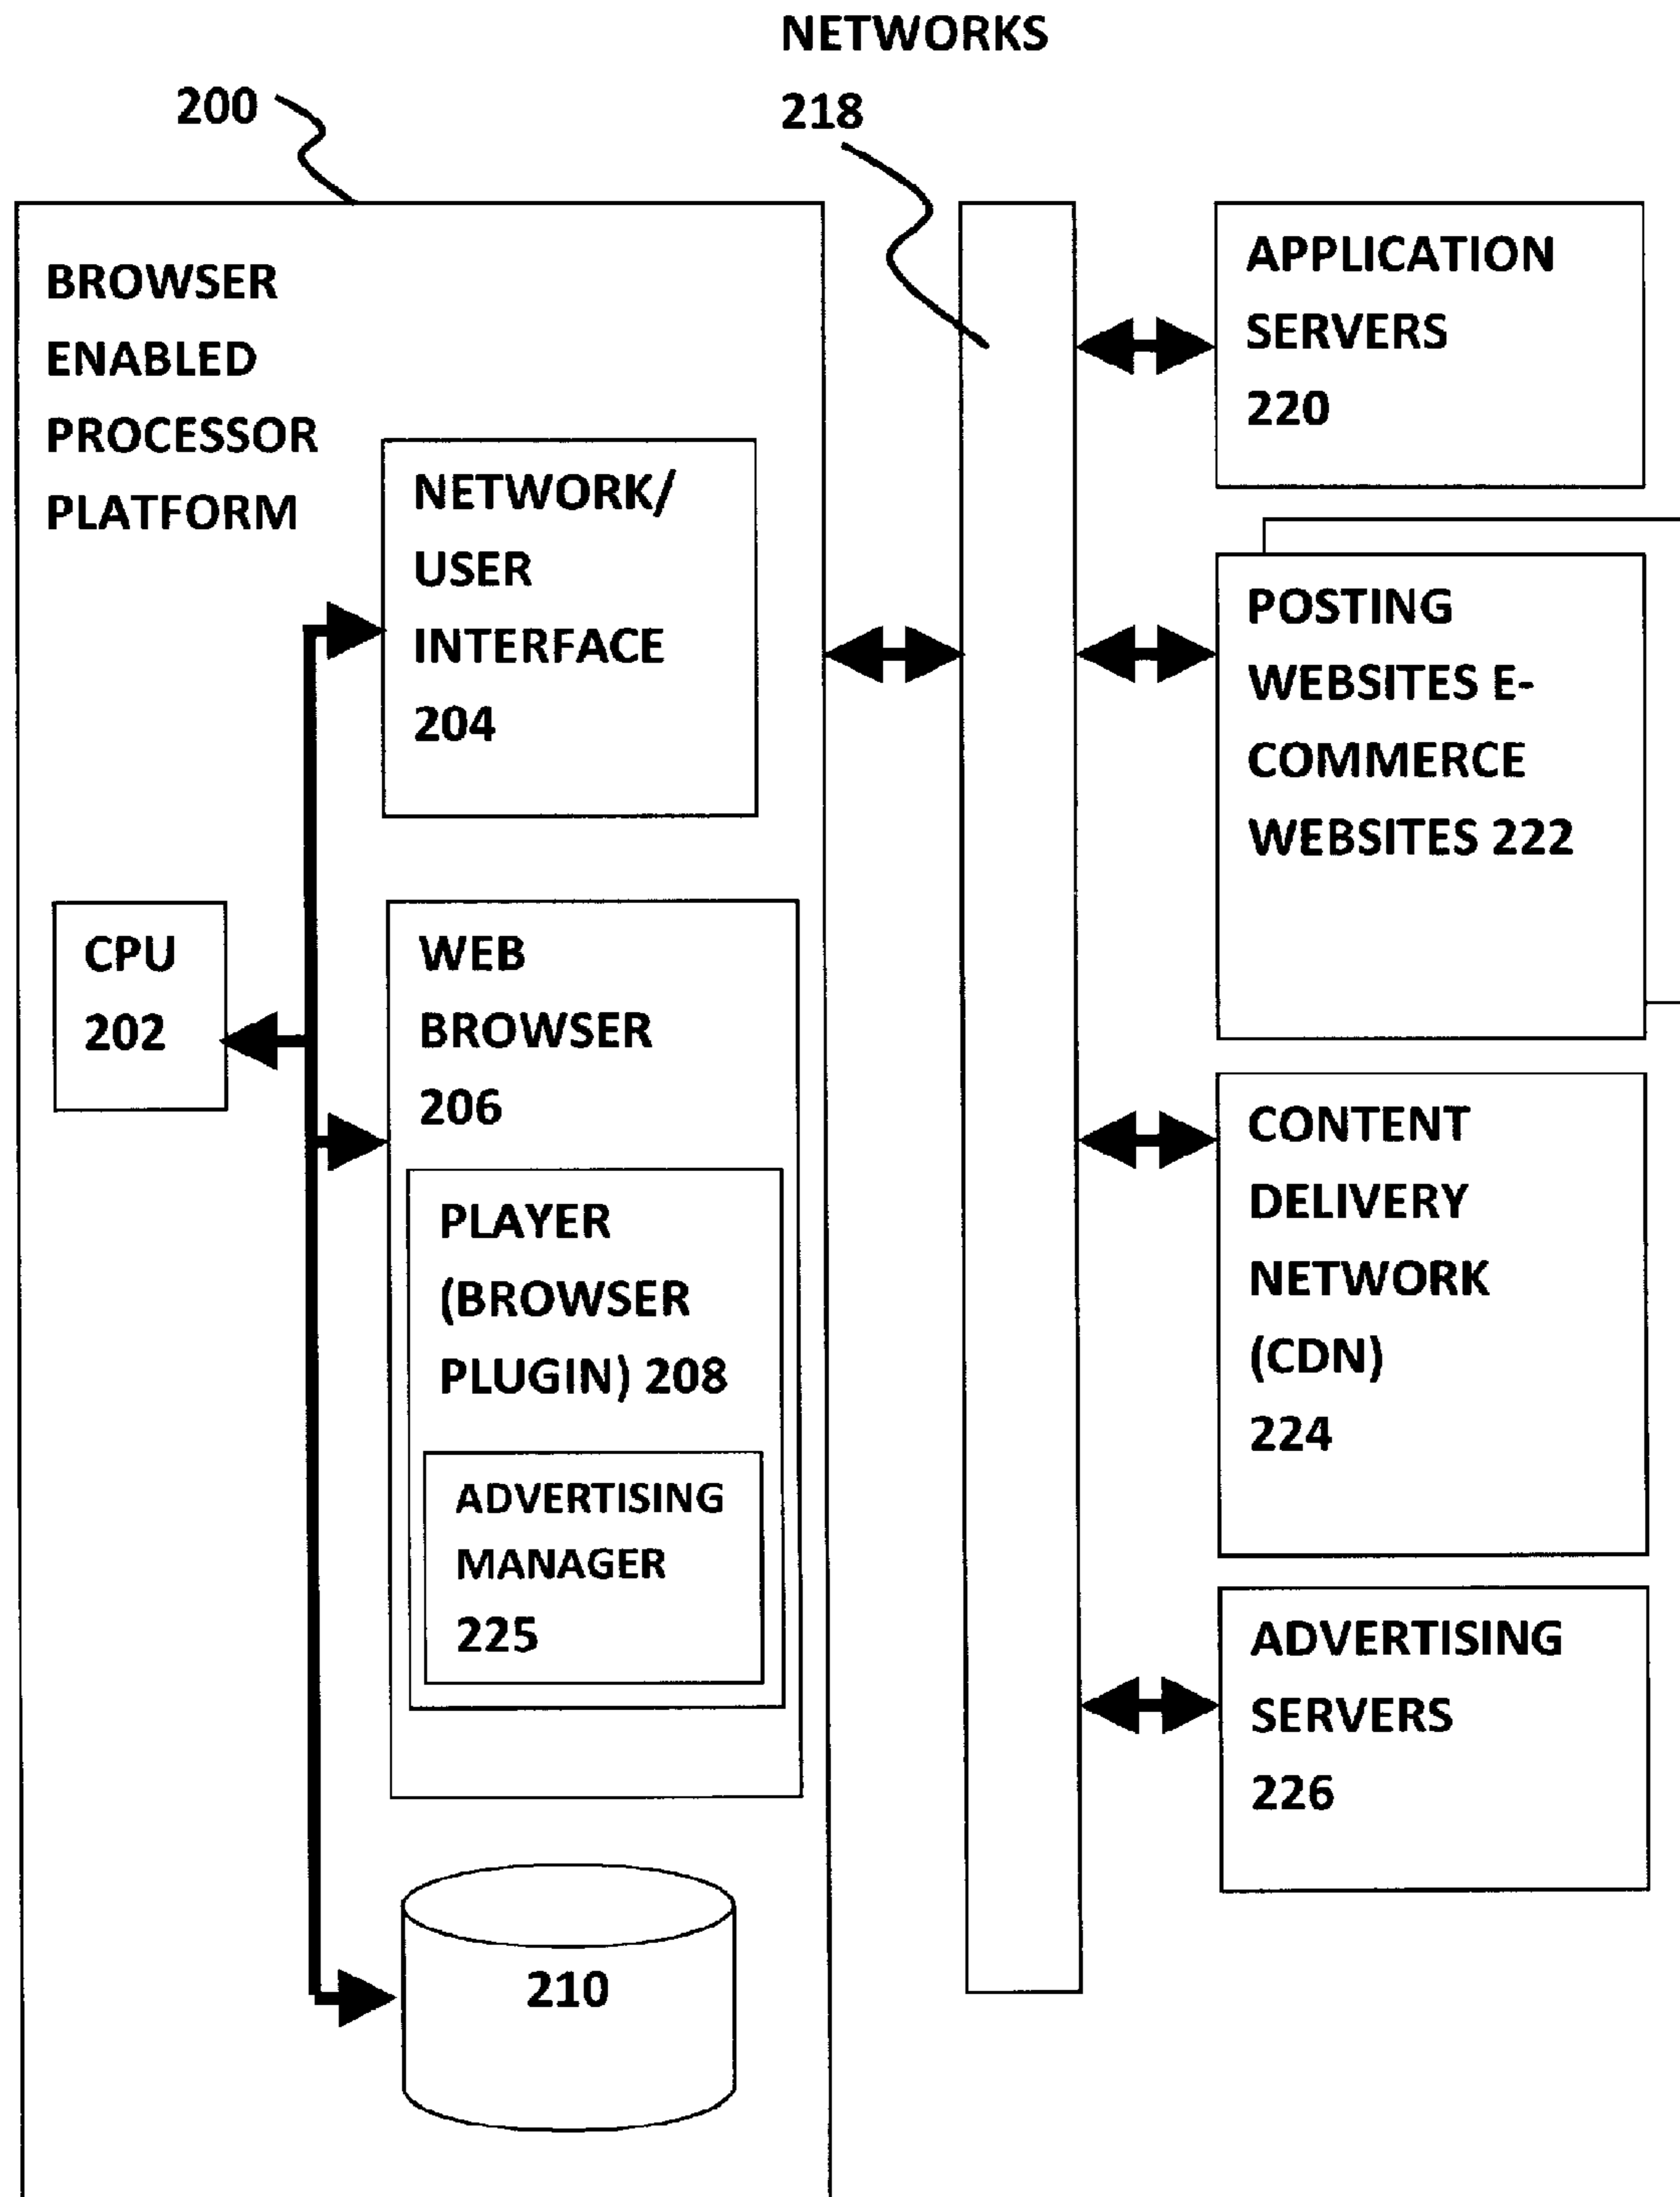 NETWORKS
218
200
BROWSER
ENABLED
PROCESSOR
PLATFORM
NETWORK/
USER
INTERFACE
204
CPU
202
WEB
BROWSER
206
PLAYER
(BROWSER
PLUGIN) 208
ADVERTISING
MANAGER
225
210
APPLICATION
SERVERS
220
POSTING
WEBSITES E-
COMMERCE
WEBSITES 222
CONTENT
DELIVERY
NETWORK
(CDN)
224
ADVERTISING
SERVERS
226